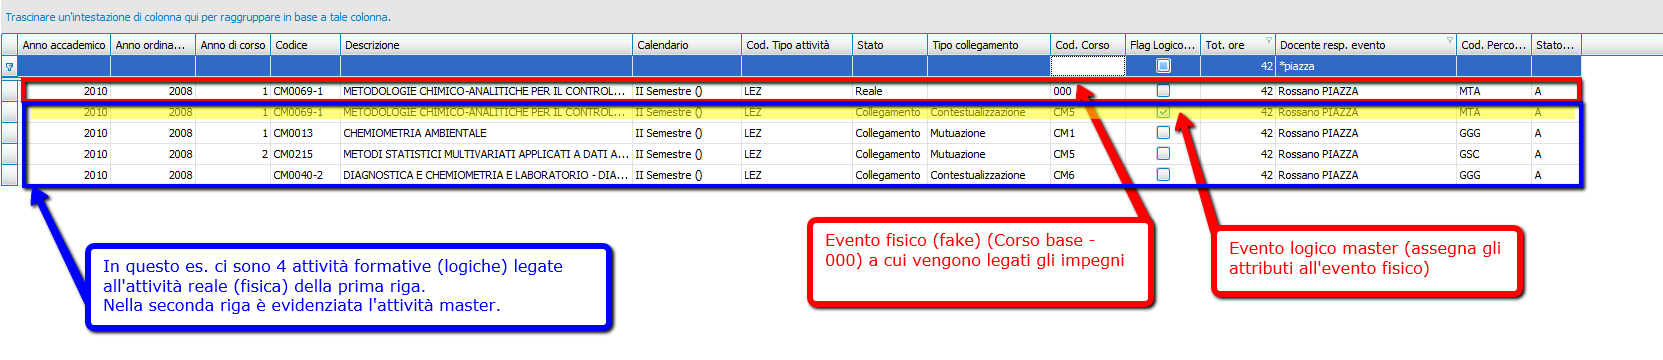 Trascinare un'intestazione di colonna qui per raggruppare in base a tale colonna.
Anno accademico Anno ordina... Anno di corso Codice Descrizione Calendario Cod. Tipo attività Stato Tipo collegamento Cod. Corso Flag Logico... Tot. ore Docente resp. evento Cod. Perco... Stato...
42 *piazza
2010 2008 1 CM0069-1 METODOLOGIE CHIMICO-ANALITICHE PER IL CONTROL... II Semestre () LEZ Reale 000 42 Rossano PIAZZA MTA A
2010 2008 1 CM0069-1 METODOLOGIE CHIMICO-ANALITICHE PER IL CONTROL... II Semestre () LEZ Collegamento Contestualizzazione CM5 42 Rossano PIAZZA MTA A
2010 2008 1 CM0013 CHEMIOMETRIA AMBIENTALE II Semestre () LEZ Collegamento Mutuazione CM1 42 Rossano PIAZZA GGG A
2010 2008 2 CM0215 METODI STATISTICI MULTIVARIATI APPLICATI A DATI A... II Semestre () LEZ Collegamento Mutuazione CM5 42 Rossano PIAZZA GSC A
2010 2008 CM0040-2 DIAGNOSTICA E CHEMIOMETRIA E LABORATORIO - DIA... II Semestre () LEZ Collegamento Contestualizzazione CM6 42 Rossano PIAZZA GGG A
In questo es. ci sono 4 attività formative (logiche) legate
all'attività reale (fisica) della prima riga.
Nella seconda riga è evidenziata l'attività master.
Evento fisico (fake) (Corso base -
000) a cui vengono legati gli impegni
Evento logico master (assegna gli
attributi all'evento fisico)